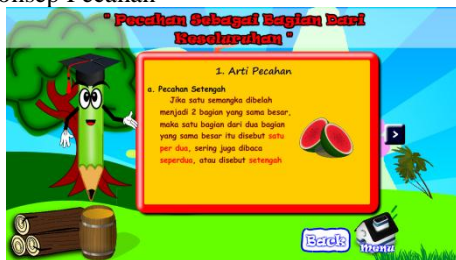 onsep Pecahan
" Pecahan Sebagai Bagian Dari
Keseluruhan "
1. Arti Pecahan
a. Pecahan Setengah
Jika satu semangka dibelah
menjadi 2 bagian yang sama besar,
maka satu bagian dari dua bagian
yang sama besar itu disebut satu
per dua, sering juga dibaca
seperdua, atau disebut setengah
>
Back
menu